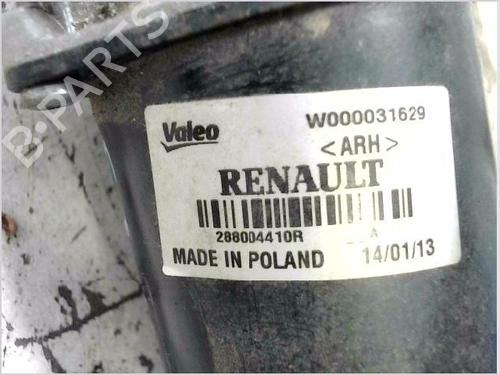 B-PARTS
Valeo
W000031629
<ARH>
RENAULT
288004410R
A
MADE IN POLAND 14/01/13